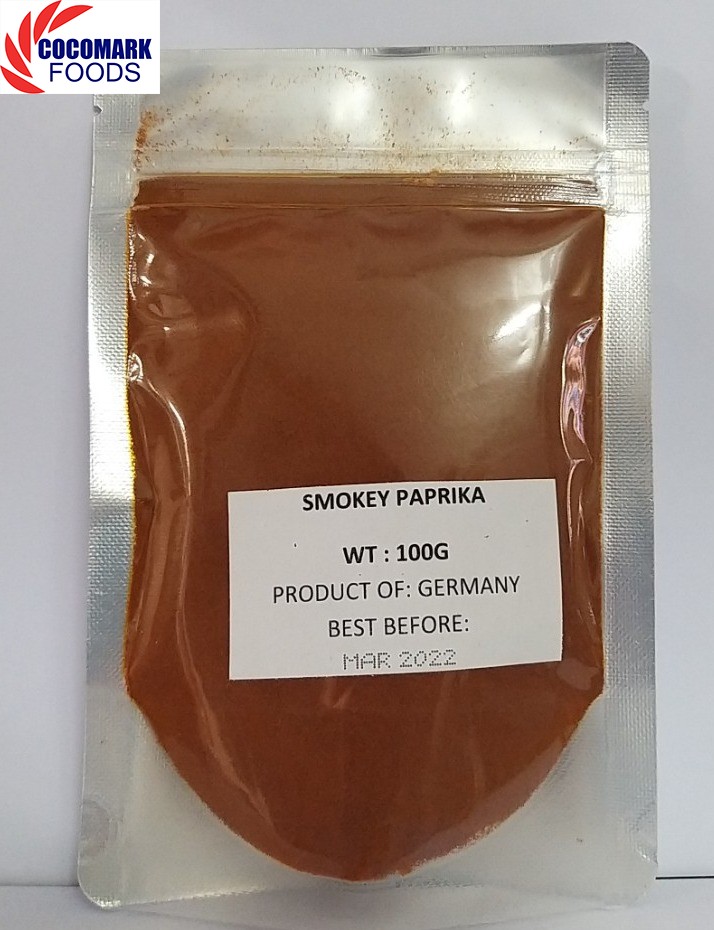 COCOMARK
FOODS
SMOKEY PAPRIKA
WT : 100G
PRODUCT OF: GERMANY
BEST BEFORE:
MAR 2022